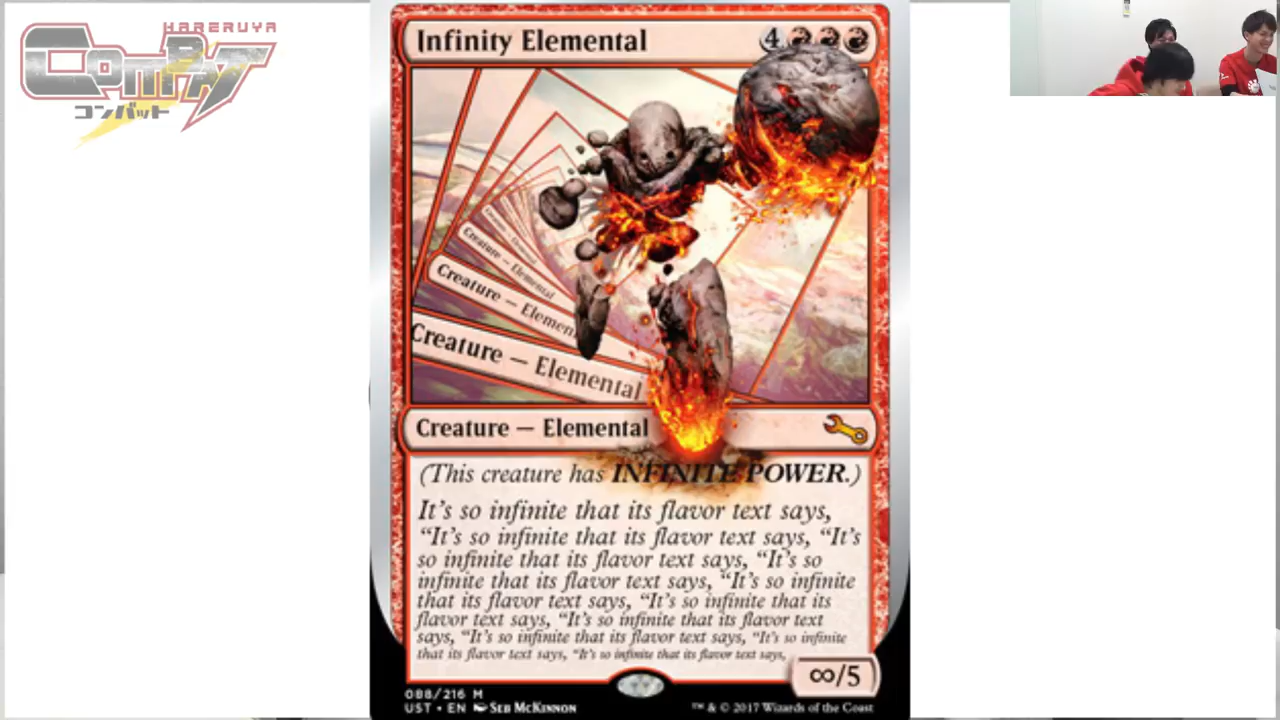 HARERUYA
COMBAT
コンバット
Infinity Elemental
4
Creature — Elemental
Creature — Elemen
Creature — Elemental
Creature — Elemental
(This creature has INFINITE POWER.)
It's so infinite that its flavor text says,
“It's so infinite that its flavor text says, “It's
so infinite that its flavor text says, “It's so
infinite that its flavor text says, “It's so infinite
that its flavor text says, “It's so infinite that its
flavor text says, “It's so infinite that its flavor text
says, “It's so infinite that its flavor text says, “It's so infinite
that its flavor text says, “It's so infinite that its flavor text says,
∞/5
088/216 M
UST • EN Seb McKinnon
™ & © 2017 Wizards of the Coast